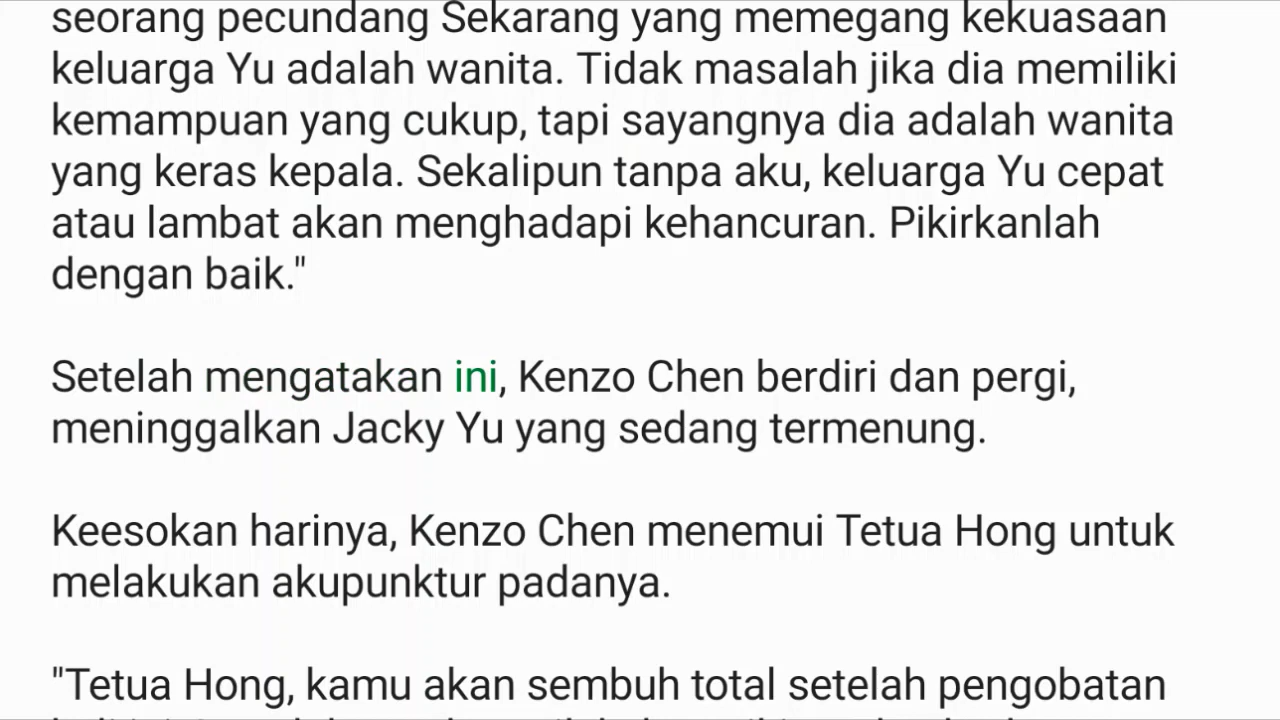 seorang pecundang Sekarang yang memegang kekuasaan
keluarga Yu adalah wanita. Tidak masalah jika dia memiliki
kemampuan yang cukup, tapi sayangnya dia adalah wanita
yang keras kepala. Sekalipun tanpa aku, keluarga Yu cepat
atau lambat akan menghadapi kehancuran. Pikirkanlah
dengan baik."
Setelah mengatakan ini, Kenzo Chen berdiri dan pergi,
meninggalkan Jacky Yu yang sedang termenung.
Keesokan harinya, Kenzo Chen menemui Tetua Hong untuk
melakukan akupunktur padanya.
"Tetua Hong, kamu akan sembuh total setelah pengobatan